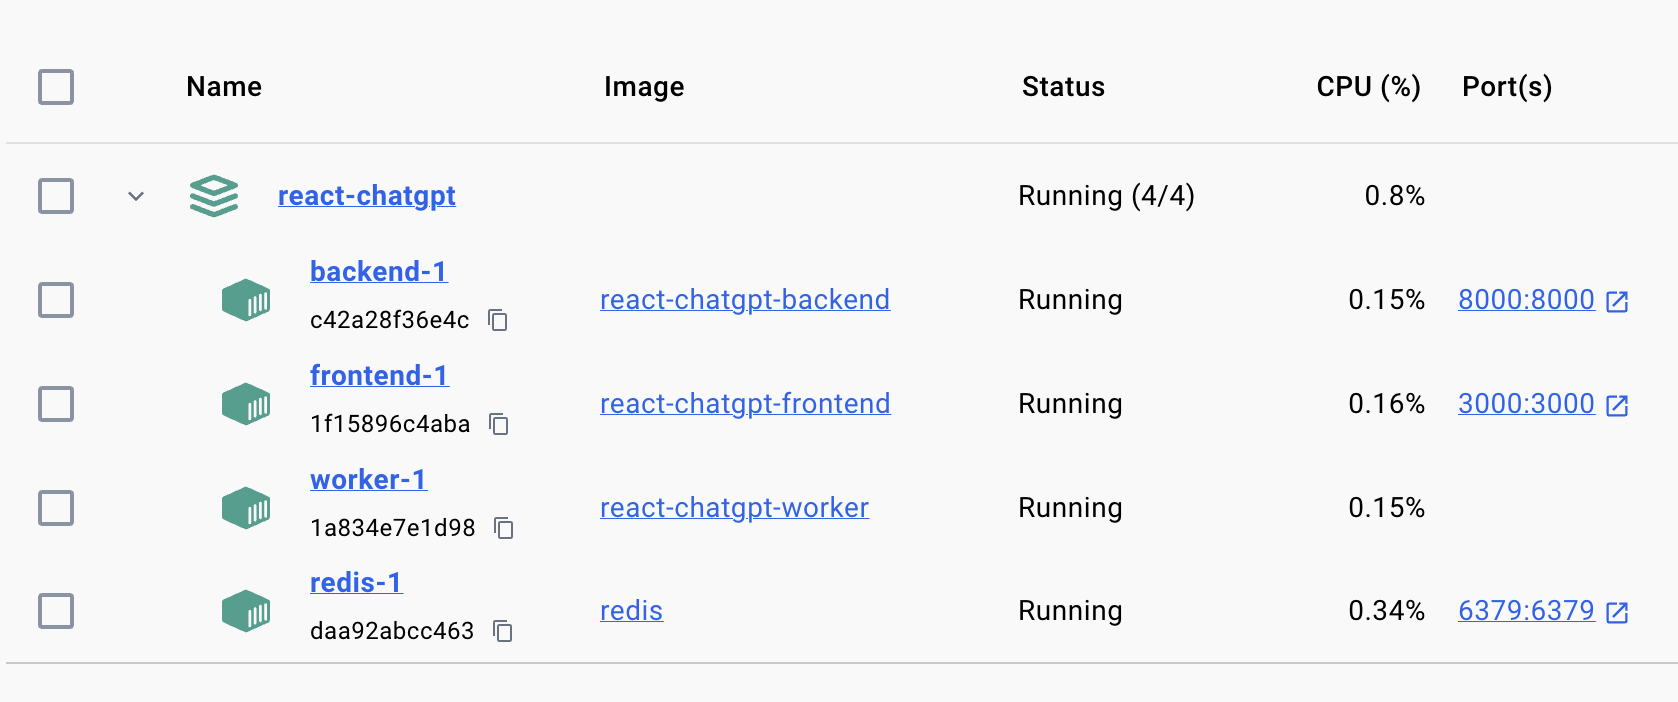 Name Image Status CPU (%) Port(s)
react-chatgpt Running (4/4) 0.8%
backend-1
c42a28f36e4c react-chatgpt-backend Running 0.15% 8000:8000
frontend-1
1f15896c4aba react-chatgpt-frontend Running 0.16% 3000:3000
worker-1
1a834e7e1d98 react-chatgpt-worker Running 0.15%
redis-1
daa92abcc463 redis Running 0.34% 6379:6379